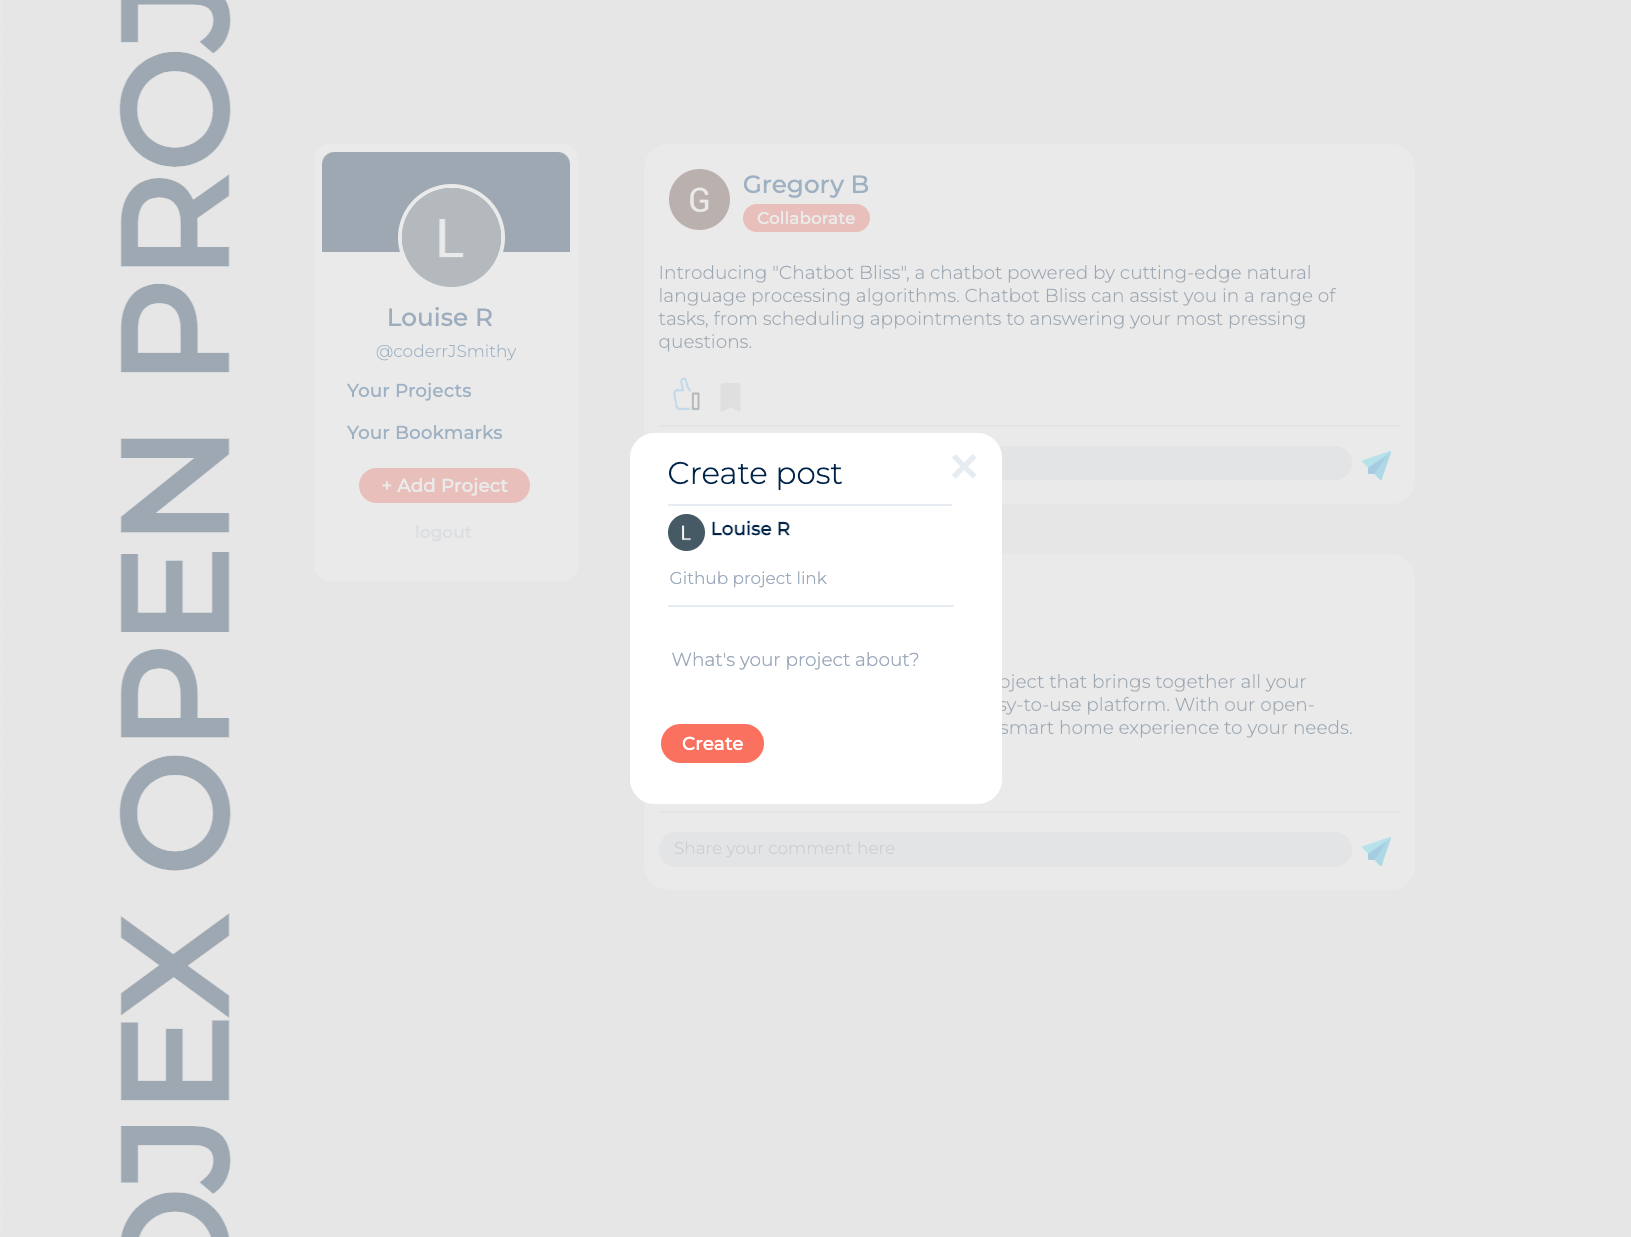 OJEX OPEN PROJ
L
Louise R
@coderrJSmithy
Your Projects
Your Bookmarks
+ Add Project
logout
G
Gregory B
Collaborate
Introducing "Chatbot Bliss", a chatbot powered by cutting-edge natural
language processing algorithms. Chatbot Bliss can assist you in a range of
tasks, from scheduling appointments to answering your most pressing
questions.
Create post
L
Louise R
Github project link
What's your project about?
Create
oject that brings together all your
sy-to-use platform. With our open-
smart home experience to your needs.
Share your comment here